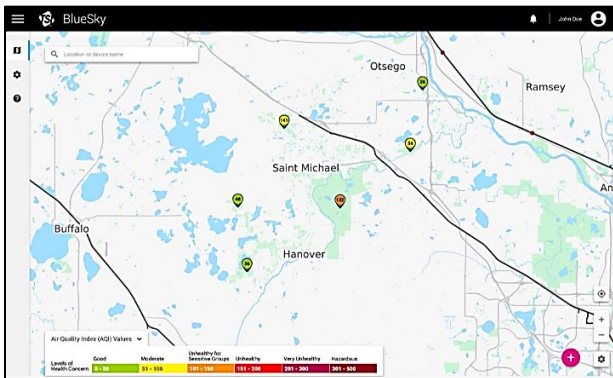 TSI BlueSky
John Doe
Location or device name
Otsego
Ramsey
Saint Michael
Buffalo
Hanover
Air Quality Index (AQI) Values
Levels of
Health Concern
Good
0 - 50
Moderate
51 - 100
Unhealthy for
Sensitive Groups
101 - 150
Unhealthy
151 - 200
Very Unhealthy
Hazardous
301 - 500